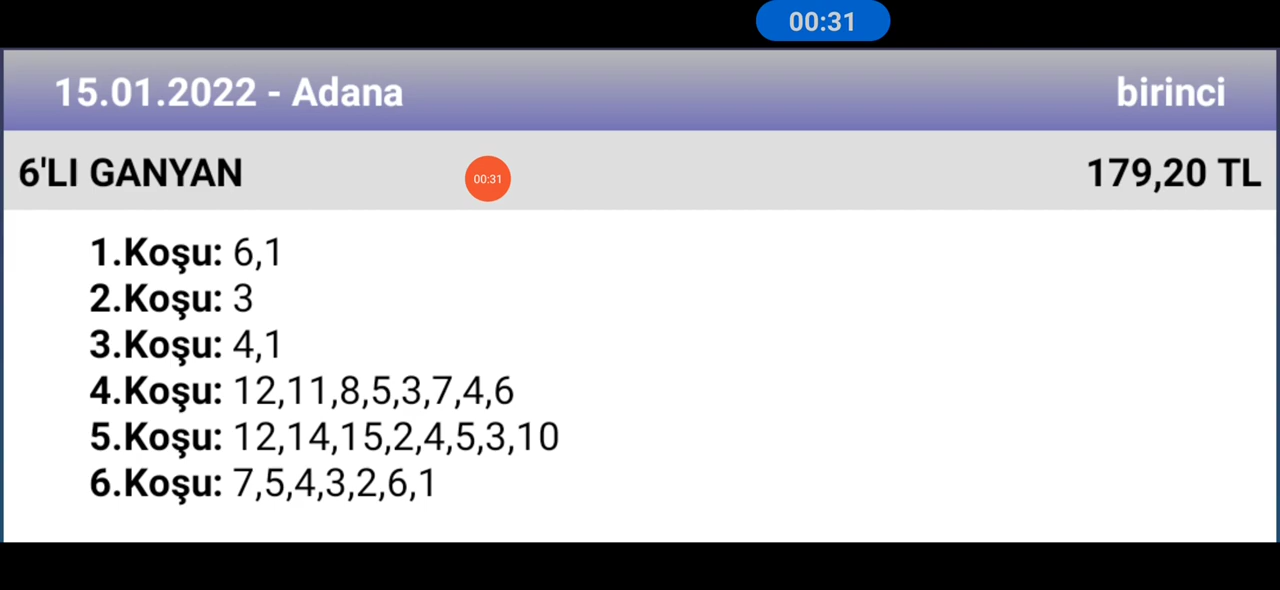 00:31
15.01.2022 - Adana birinci
6'LI GANYAN 00:31 179,20 TL
1.Koşu: 6,1
2.Koşu: 3
3.Koşu: 4,1
4.Koşu: 12,11,8,5,3,7,4,6
5.Koşu: 12,14,15,2,4,5,3,10
6.Koşu: 7,5,4,3,2,6,1